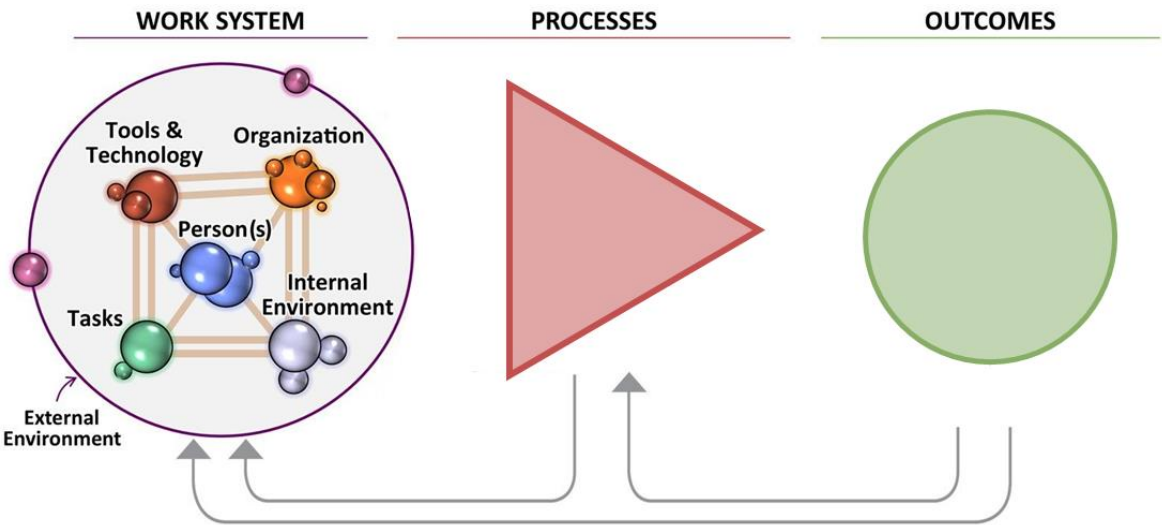 WORK SYSTEM
PROCESSES
OUTCOMES
Tools &
Technology
Organization
Person(s)
Internal
Environment
Tasks
External
Environment